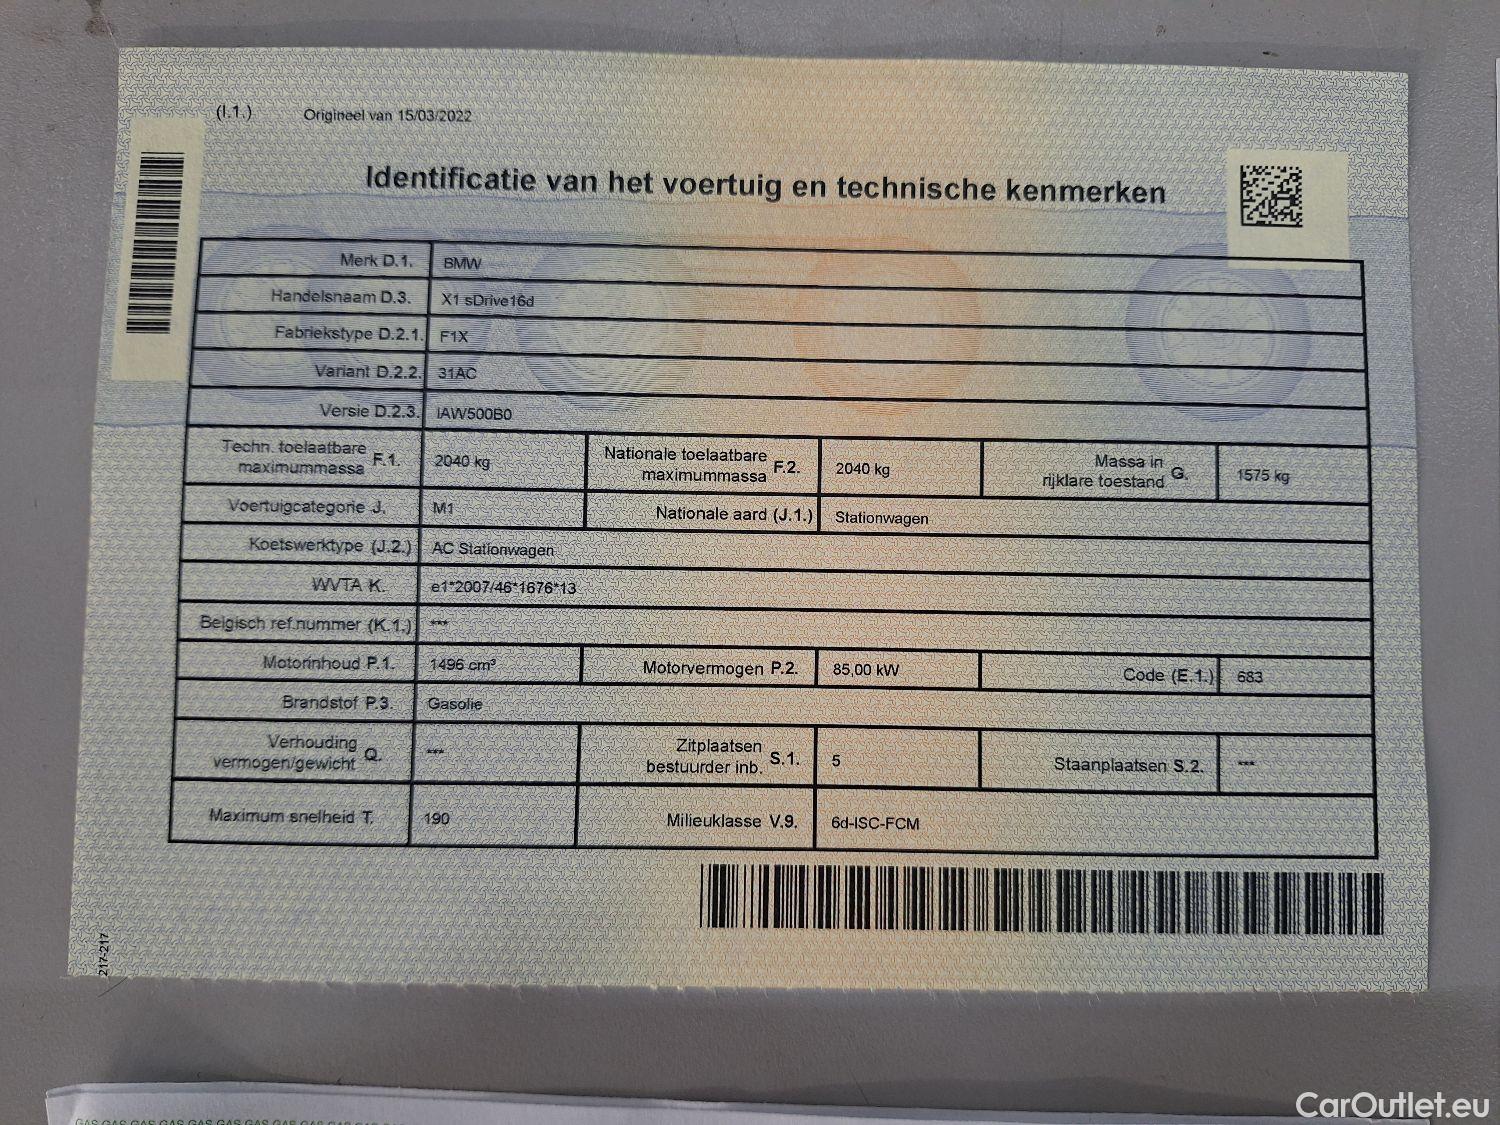 (I.1.) Origineel van 15/03/2022
Identificatie van het voertuig en technische kenmerken
Merk D.1. BMW
Handelsnaam D.3. X1 sDrive16d
Fabriekstype D.2.1. F1X
Variant D.2.2. 31AC
Versie D.2.3. IAW500B0
Techn. toelaatbare maximummassa F.1. 2040 kg Nationale toelaatbare maximummassa F.2. 2040 kg Massa in rijklare toestand G. 1575 kg
Voertuigcategorie J. M1 Nationale aard (J.1.) Stationwagen
Koetswerktype (J.2.) AC Stationwagen
WVTA K. e1*2007/46*1676*13
Belgisch ref.nummer (K.1.) ***
Motorinhoud P.1. 1496 cm³ Motorvermogen P.2. 85,00 kW Code (E.1.) 683
Brandstof P.3. Gasolie
Verhouding vermogen/gewicht Q. *** Zitplaatsen bestuurder inb. S.1. 5 Staanplaatsen S.2. ***
Maximum snelheid T. 190 Milieuklasse V.9. 6d-ISC-FCM
217-217
CarOutlet.eu